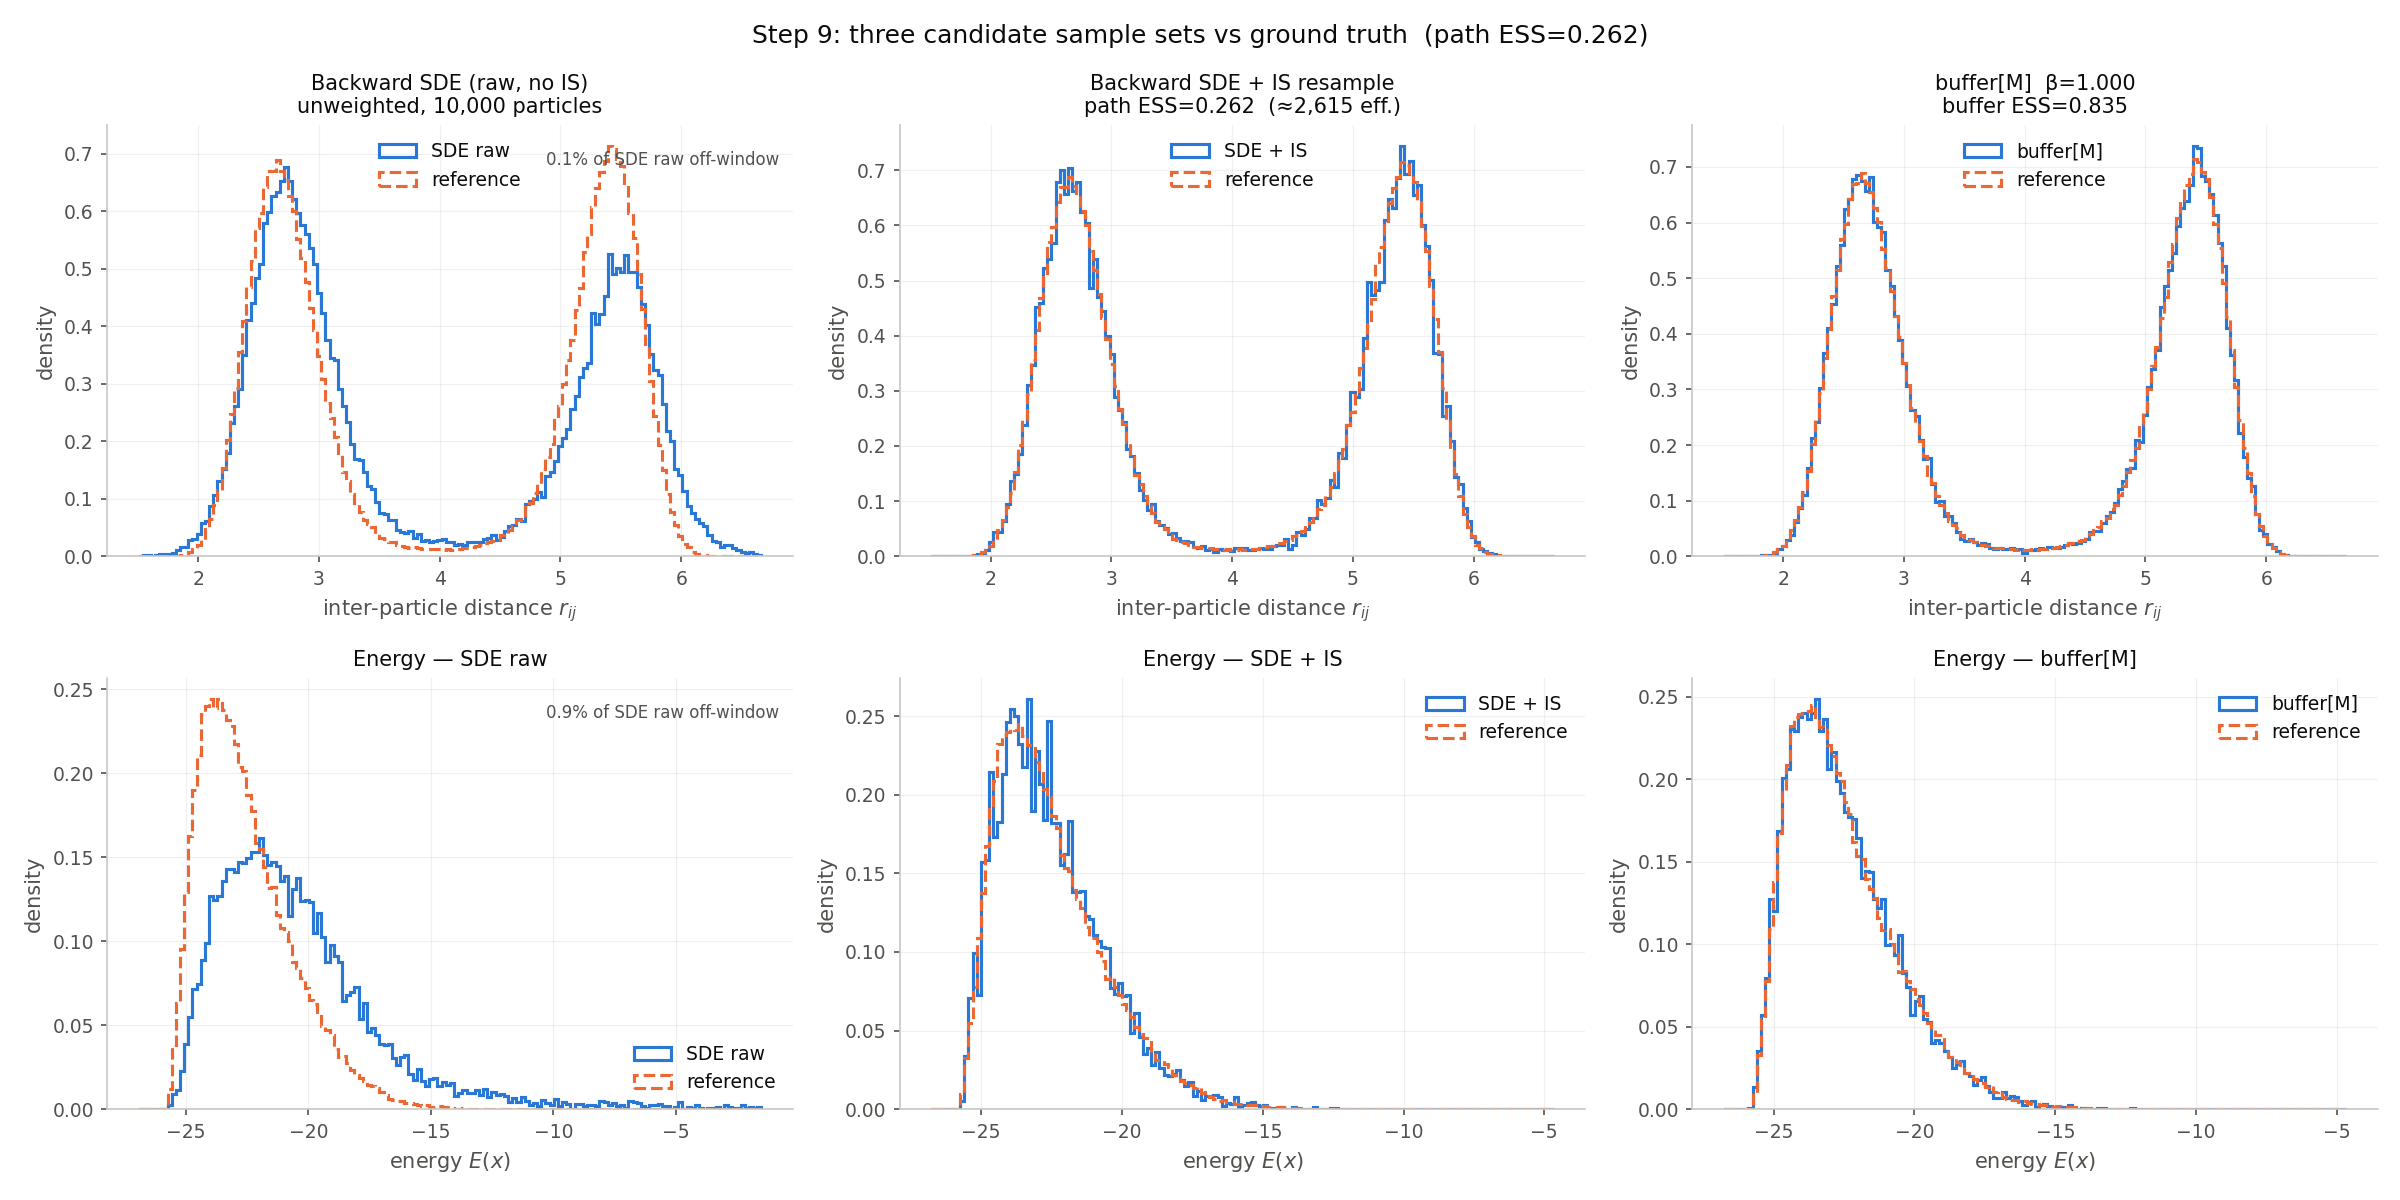 Step 9: three candidate sample sets vs ground truth  (path ESS=0.262)
Backward SDE (raw, no IS)
unweighted, 10,000 particles
SDE raw
reference
0.1% of SDE raw off-window
0.7
0.6
0.5
0.4
0.3
0.2
0.1
0.0
density
2 3 4 5 6
inter-particle distance r_ij
Backward SDE + IS resample
path ESS=0.262  (≈2,615 eff.)
SDE + IS
reference
0.7
0.6
0.5
0.4
0.3
0.2
0.1
0.0
density
2 3 4 5 6
inter-particle distance r_ij
buffer[M]  β=1.000
buffer ESS=0.835
buffer[M]
reference
0.7
0.6
0.5
0.4
0.3
0.2
0.1
0.0
density
2 3 4 5 6
inter-particle distance r_ij
Energy — SDE raw
0.9% of SDE raw off-window
SDE raw
reference
0.25
0.20
0.15
0.10
0.05
0.00
density
−25 −20 −15 −10 −5
energy E(x)
Energy — SDE + IS
SDE + IS
reference
0.25
0.20
0.15
0.10
0.05
0.00
density
−25 −20 −15 −10 −5
energy E(x)
Energy — buffer[M]
buffer[M]
reference
0.25
0.20
0.15
0.10
0.05
0.00
density
−25 −20 −15 −10 −5
energy E(x)